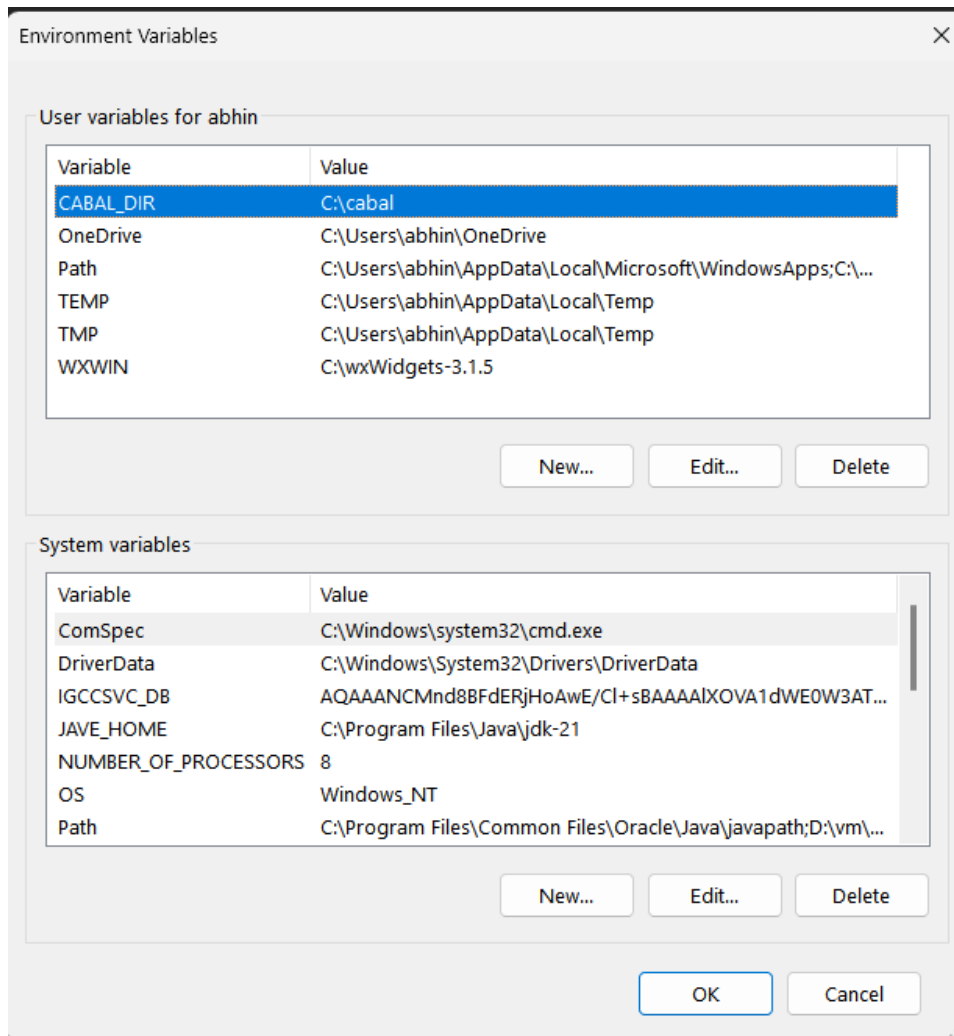 Environment Variables
User variables for abhin
Variable Value
CABAL_DIR C:\cabal
OneDrive C:\Users\abhin\OneDrive
Path C:\Users\abhin\AppData\Local\Microsoft\WindowsApps;C:\...
TEMP C:\Users\abhin\AppData\Local\Temp
TMP C:\Users\abhin\AppData\Local\Temp
WXWIN C:\wxWidgets-3.1.5
New... Edit... Delete
System variables
Variable Value
ComSpec C:\Windows\system32\cmd.exe
DriverData C:\Windows\System32\Drivers\DriverData
IGCCSVC_DB AQAAANCMnd8BFdERjHoAwE/Cl+sBAAAAlXOVA1dWE0W3AT...
JAVE_HOME C:\Program Files\Java\jdk-21
NUMBER_OF_PROCESSORS 8
OS Windows_NT
Path C:\Program Files\Common Files\Oracle\Java\javapath;D:\vm\...
New... Edit... Delete
OK Cancel